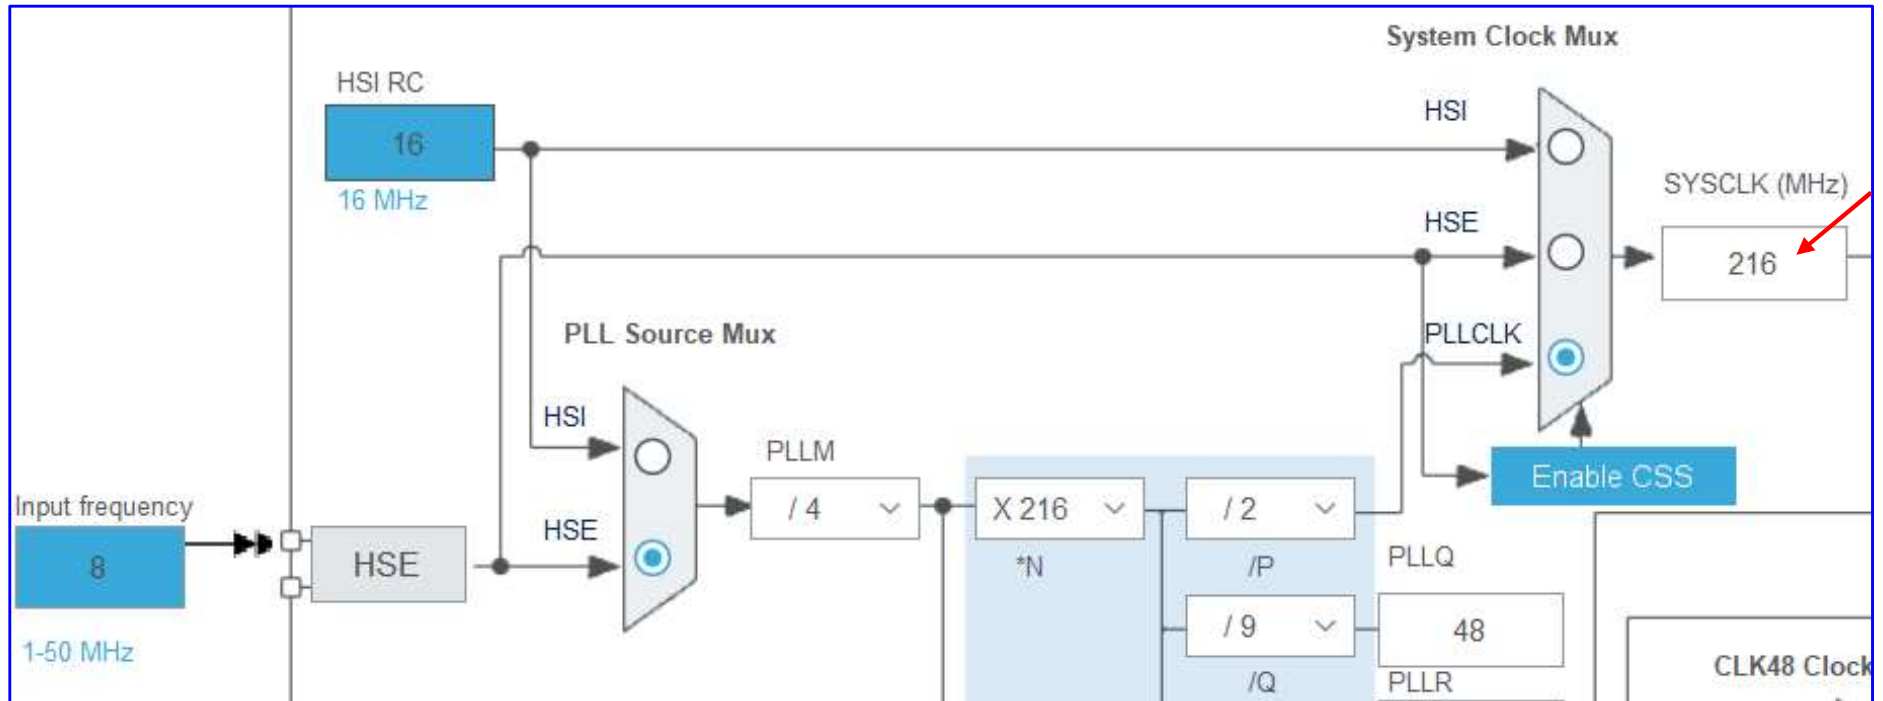 System Clock Mux
HSI RC
16
16 MHz
HSI
SYSCLK (MHz)
HSE
216
PLL Source Mux
PLLCLK
HSI
PLLM
Enable CSS
Input frequency
8
HSE
HSE
/ 4
X 216
/ 2
*N
/P
PLLQ
/ 9
48
1-50 MHz
/Q
PLLR
CLK48 Clock